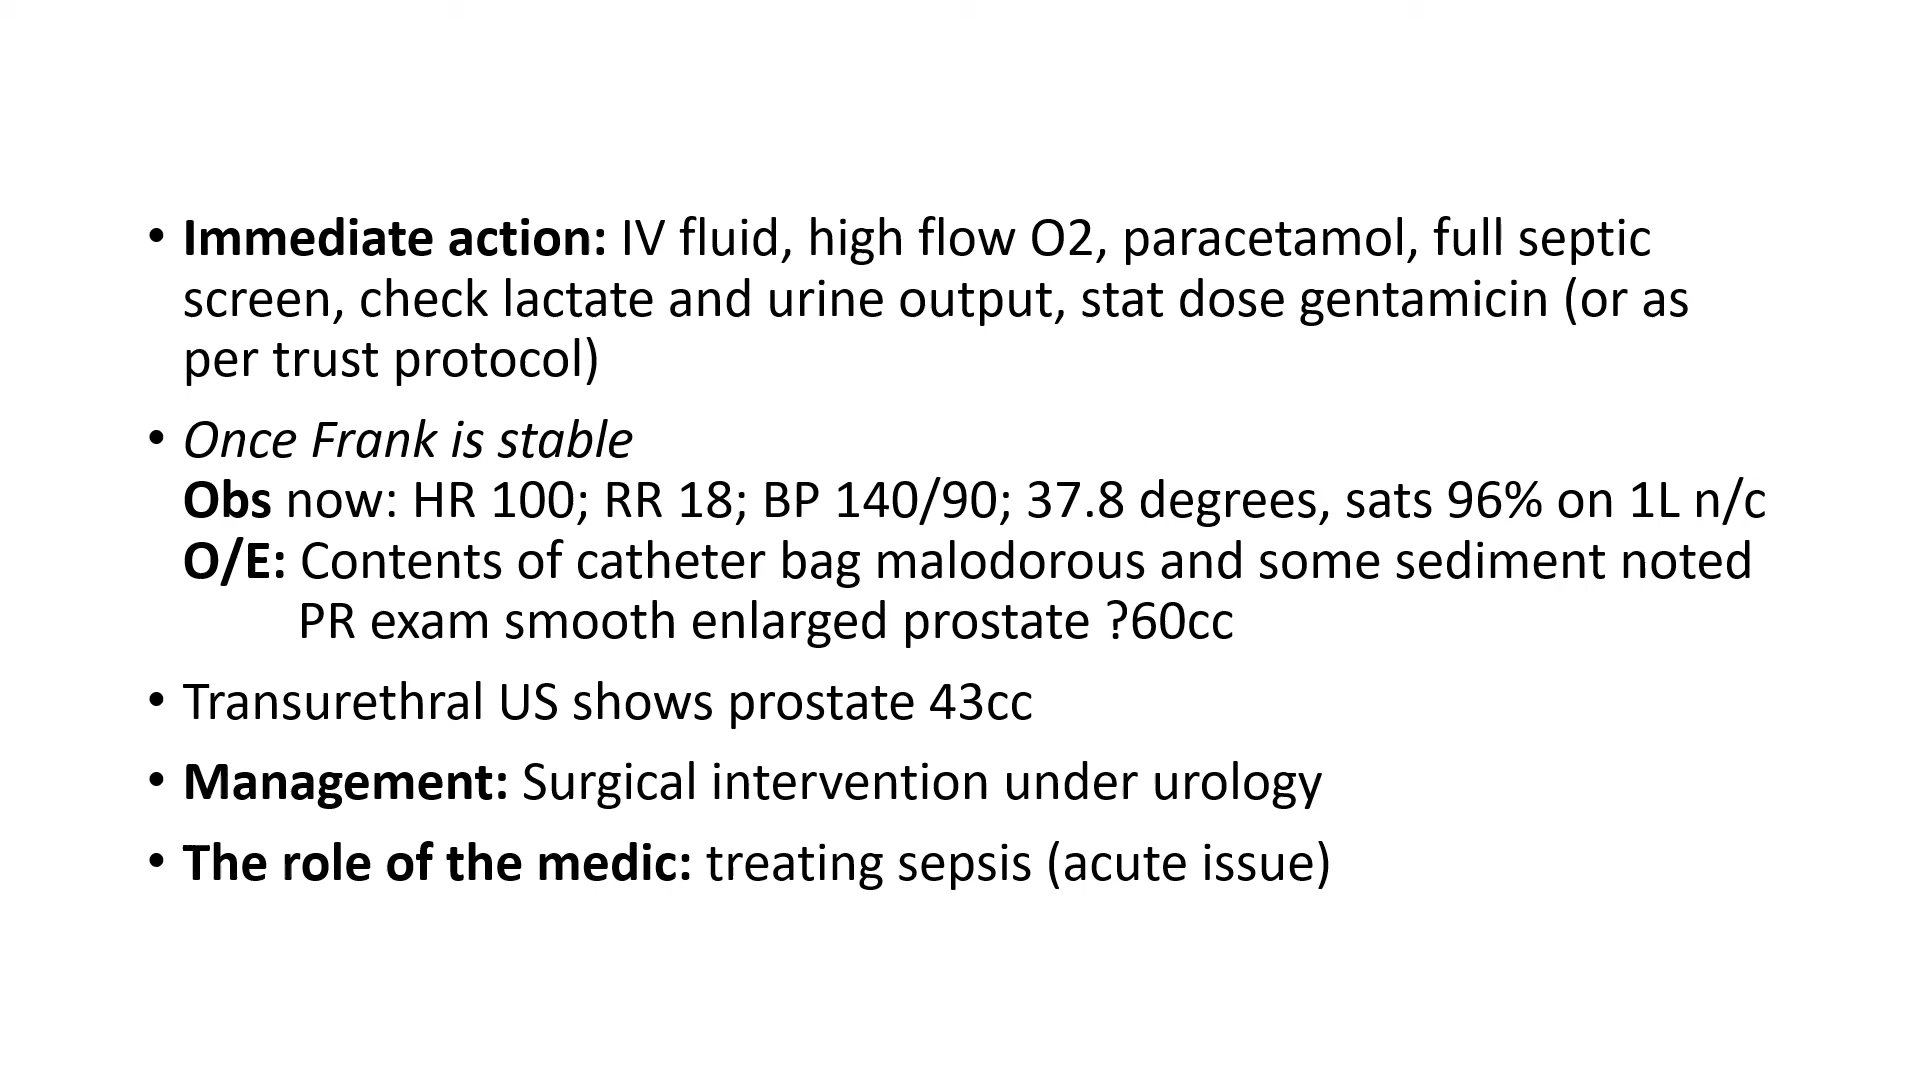 • Immediate action: IV fluid, high flow O2, paracetamol, full septic
screen, check lactate and urine output, stat dose gentamicin (or as
per trust protocol)
• Once Frank is stable
Obs now: HR 100; RR 18; BP 140/90; 37.8 degrees, sats 96% on 1L n/c
O/E: Contents of catheter bag malodorous and some sediment noted
PR exam smooth enlarged prostate ?60cc
• Transurethral US shows prostate 43cc
• Management: Surgical intervention under urology
• The role of the medic: treating sepsis (acute issue)